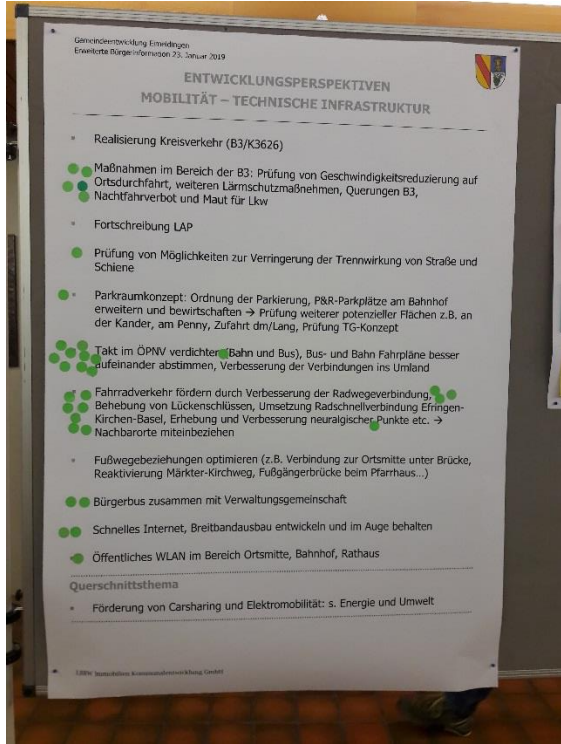 Gemeindeentwicklung Eimeldingen
Erweiterte Bürgerinformation 23. Januar 2019
ENTWICKLUNGSPERSPEKTIVEN
MOBILITÄT – TECHNISCHE INFRASTRUKTUR
Realisierung Kreisverkehr (B3/K3626)
Maßnahmen im Bereich der B3: Prüfung von Geschwindigkeitsreduzierung auf
Ortsdurchfahrt, weiteren Lärmschutzmaßnahmen, Querungen B3,
Nachtfahrverbot und Maut für Lkw
Fortschreibung LAP
Prüfung von Möglichkeiten zur Verringerung der Trennwirkung von Straße und
Schiene
Parkraumkonzept: Ordnung der Parkierung, P&R-Parkplätze am Bahnhof
erweitern und bewirtschaften → Prüfung weiterer potenzieller Flächen z.B. an
der Kander, am Penny, Zufahrt dm/Lang, Prüfung TG-Konzept
Takt im ÖPNV verdichten (Bahn und Bus), Bus- und Bahn Fahrpläne besser
aufeinander abstimmen, Verbesserung der Verbindungen ins Umland
Fahrradverkehr fördern durch Verbesserung der Radwegeverbindung,
Behebung von Lückenschlüssen, Umsetzung Radschnellverbindung Efringen-
Kirchen-Basel, Erhebung und Verbesserung neuralgischer Punkte etc. →
Nachbarorte miteinbeziehen
Fußwegebeziehungen optimieren (z.B. Verbindung zur Ortsmitte unter Brücke,
Reaktivierung Märkter-Kirchweg, Fußgängerbrücke beim Pfarrhaus...)
Bürgerbus zusammen mit Verwaltungsgemeinschaft
Schnelles Internet, Breitbandausbau entwickeln und im Auge behalten
Öffentliches WLAN im Bereich Ortsmitte, Bahnhof, Rathaus
Querschnittsthema
Förderung von Carsharing und Elektromobilität: s. Energie und Umwelt
LBBW Immobilien Kommunalentwicklung GmbH